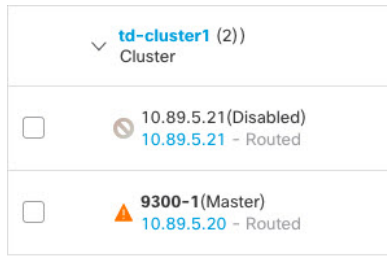 td-cluster1 (2))
Cluster
10.89.5.21(Disabled)
10.89.5.21 - Routed
9300-1(Master)
10.89.5.20 - Routed